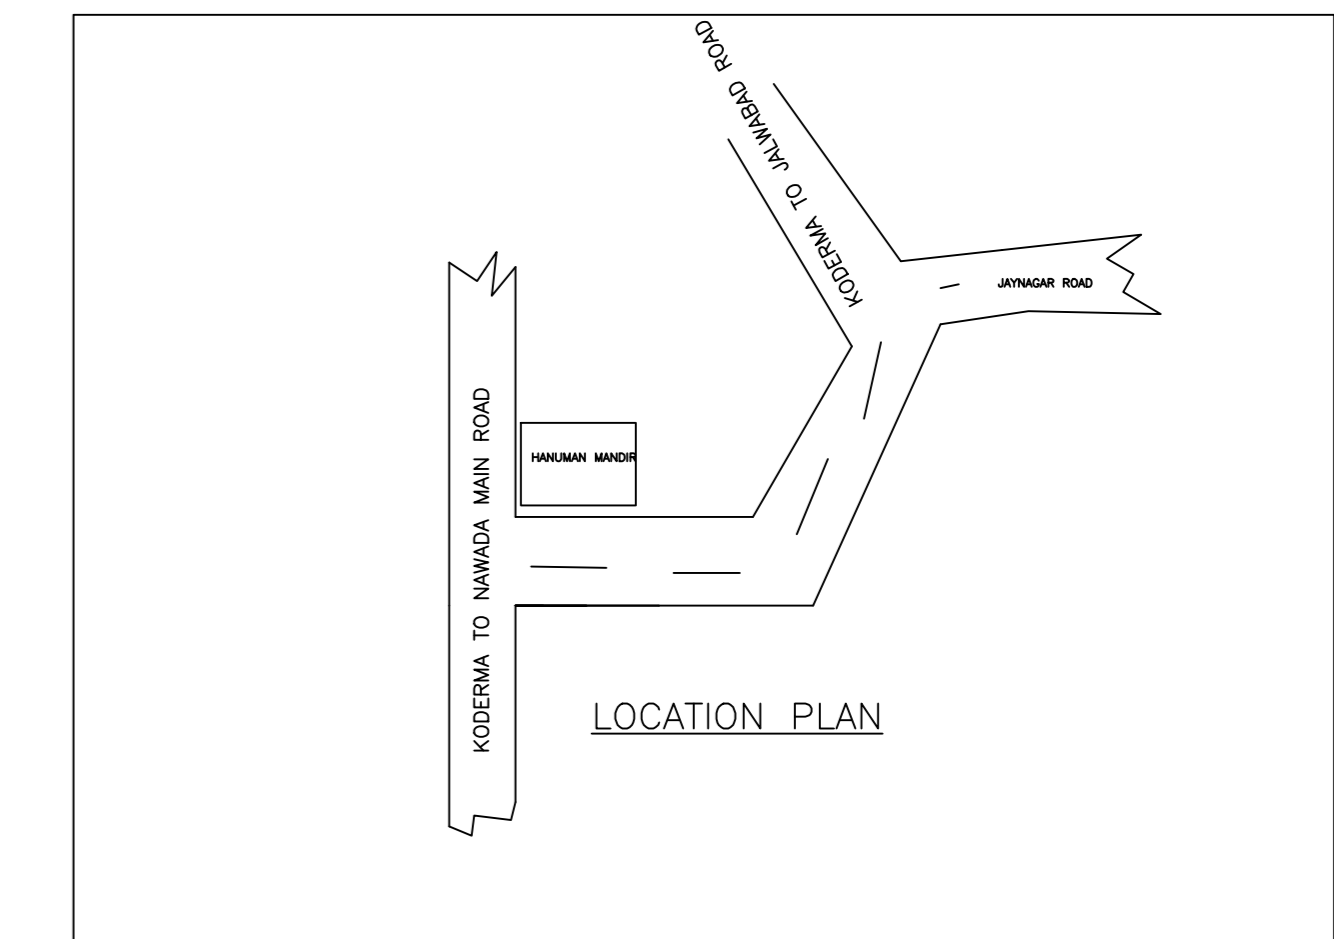 KODERMA TO JALWABAD ROAD
JAYNAGAR ROAD
HANUMAN MANDIR
KODERMA TO NAWADA MAIN ROAD
LOCATION PLAN